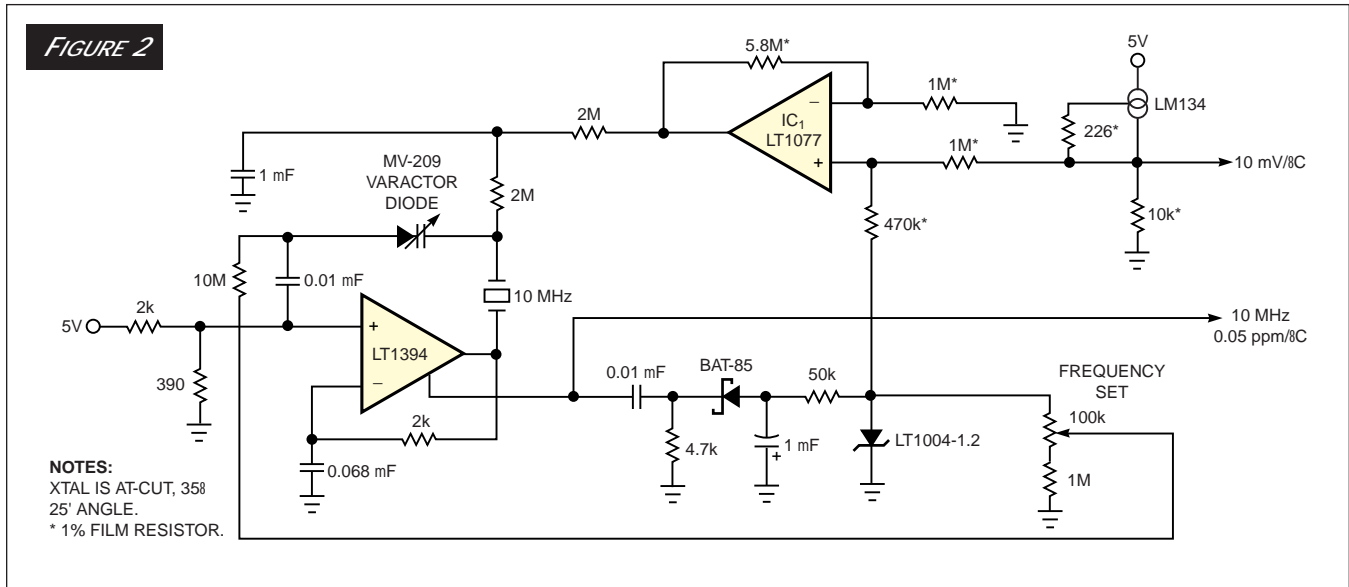 FIGURE 2
5.8M*
5V
1M*
LM134
2M
IC1
LT1077
−
+
226*
1M*
10 mV/8C
1 mF
MV-209
VARACTOR
DIODE
2M
470k*
10k*
10M
0.01 mF
10 MHz
5V
2k
+
LT1394
−
10 MHz
0.05 ppm/8C
390
0.01 mF
BAT-85
50k
FREQUENCY
SET
100k
2k
4.7k
1 mF
+
LT1004-1.2
1M
0.068 mF
NOTES:
XTAL IS AT-CUT, 358
25' ANGLE.
* 1% FILM RESISTOR.